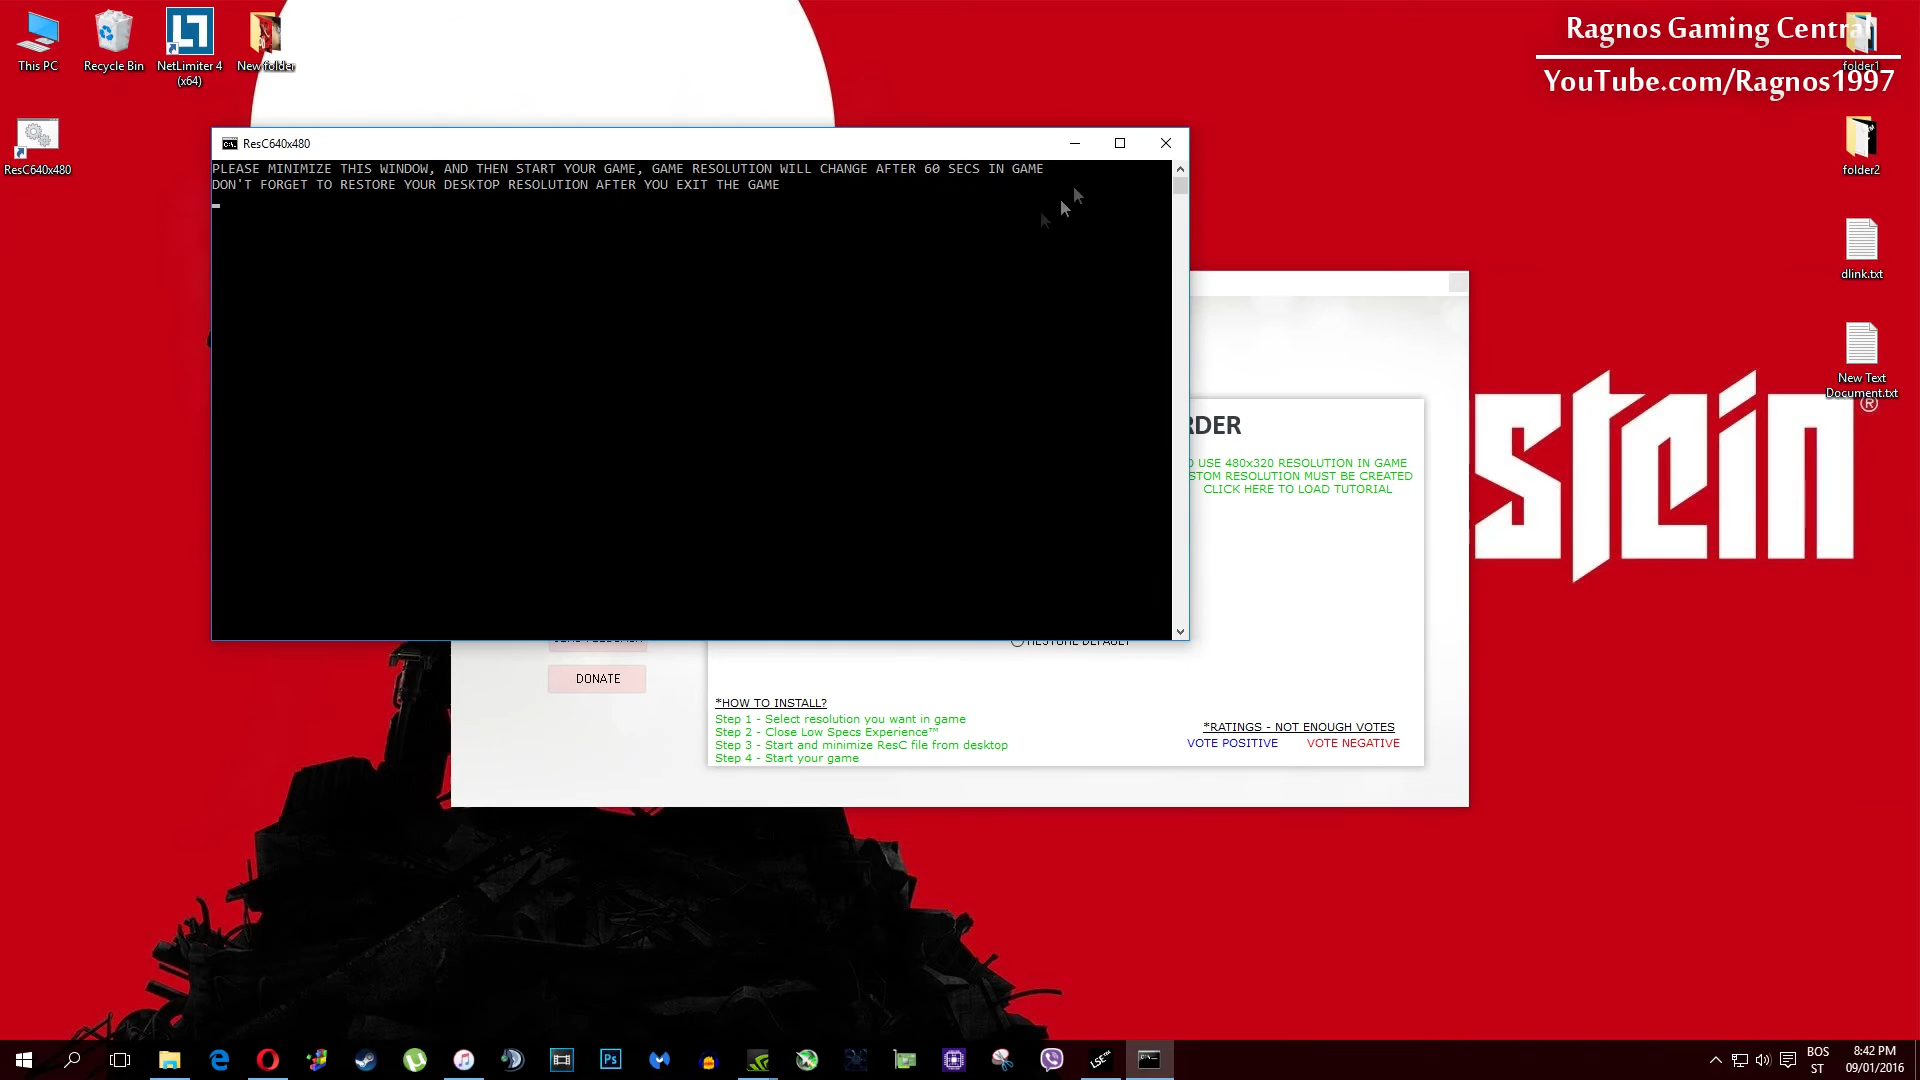 This PC
Recycle Bin
NetLimiter 4
(x64)
New folder
ResC640x480
Ragnos Gaming Central
YouTube.com/Ragnos1997
folder1
folder2
dlink.txt
New Text
Document.txt
ResC640x480
PLEASE MINIMIZE THIS WINDOW, AND THEN START YOUR GAME, GAME RESOLUTION WILL CHANGE AFTER 60 SECS IN GAME
DON'T FORGET TO RESTORE YOUR DESKTOP RESOLUTION AFTER YOU EXIT THE GAME
RDER
USE 480x320 RESOLUTION IN GAME
STOM RESOLUTION MUST BE CREATED
CLICK HERE TO LOAD TUTORIAL
stein®
RESTORE DEFAULT
DONATE
*HOW TO INSTALL?
Step 1 - Select resolution you want in game
Step 2 - Close Low Specs Experience™
Step 3 - Start and minimize ResC file from desktop
Step 4 - Start your game
*RATINGS - NOT ENOUGH VOTES
VOTE POSITIVE VOTE NEGATIVE
Ps
LSE™
BOS
ST
8:42 PM
09/01/2016